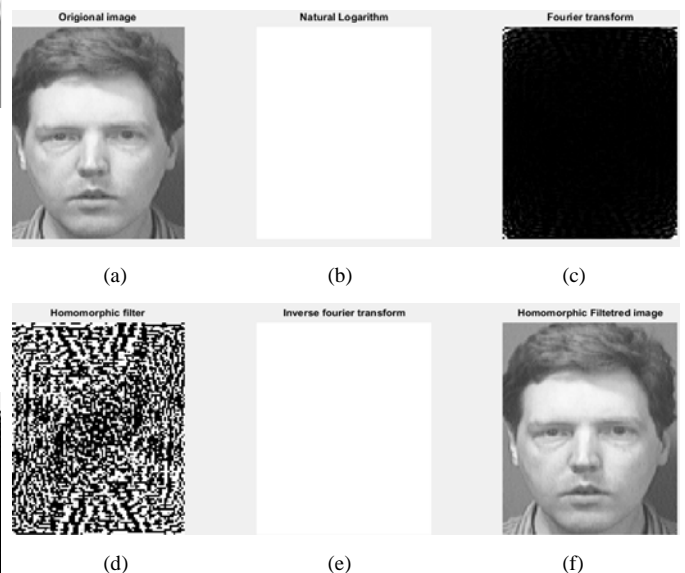 Origional image Natural Logarithm Fourier transform
(a) (b) (c)
Homomorphic filter Inverse fourier transform Homomorphic Filtetred image
(d) (e) (f)